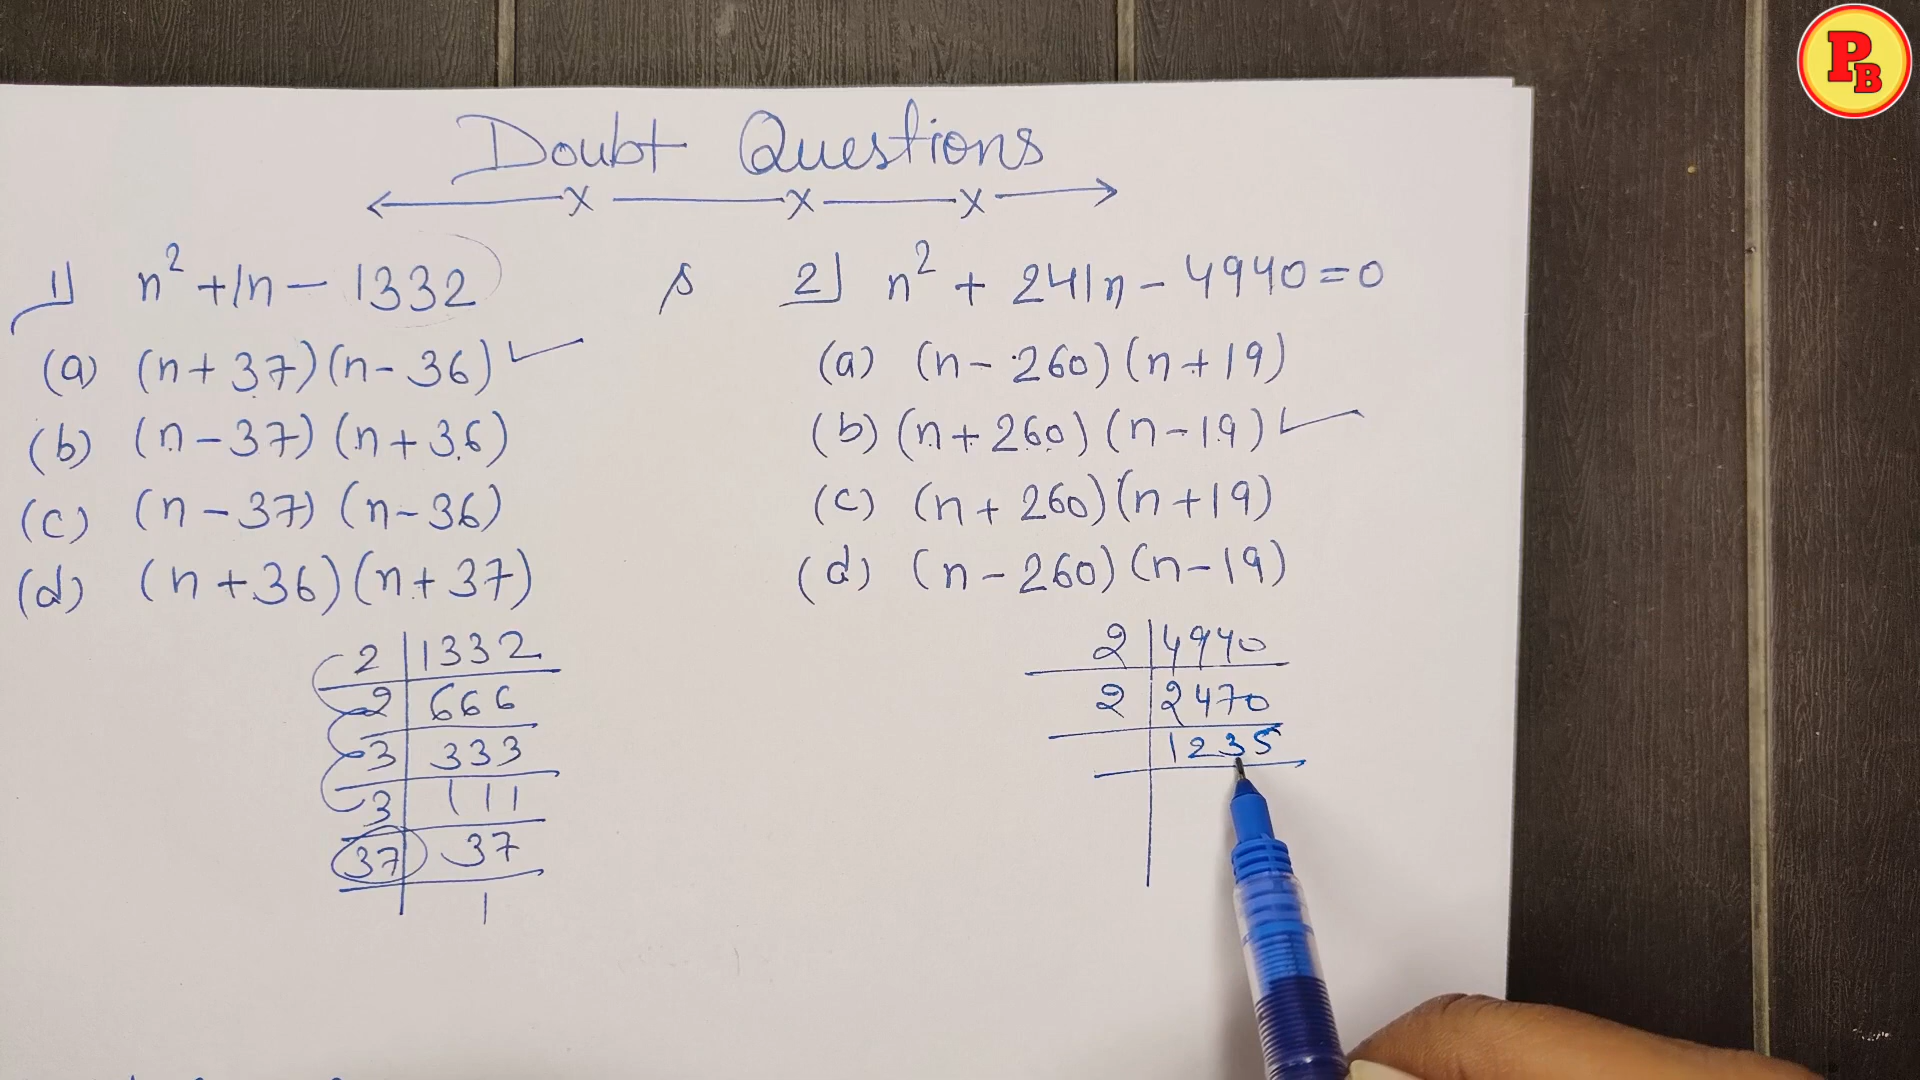 PB
Doubt Questions
1) n² + 1n - 1332
(a) (n + 37) (n - 36) ✓
(b) (n - 37) (n + 36)
(c) (n - 37) (n - 36)
(d) (n + 36) (n + 37)
2 | 1332
2 | 666
3 | 333
3 | 111
37 | 37
1
2) n² + 241n - 4940 = 0
(a) (n - 260) (n + 19)
(b) (n + 260) (n - 19) ✓
(c) (n + 260) (n + 19)
(d) (n - 260) (n - 19)
2 | 4940
2 | 2470
1235